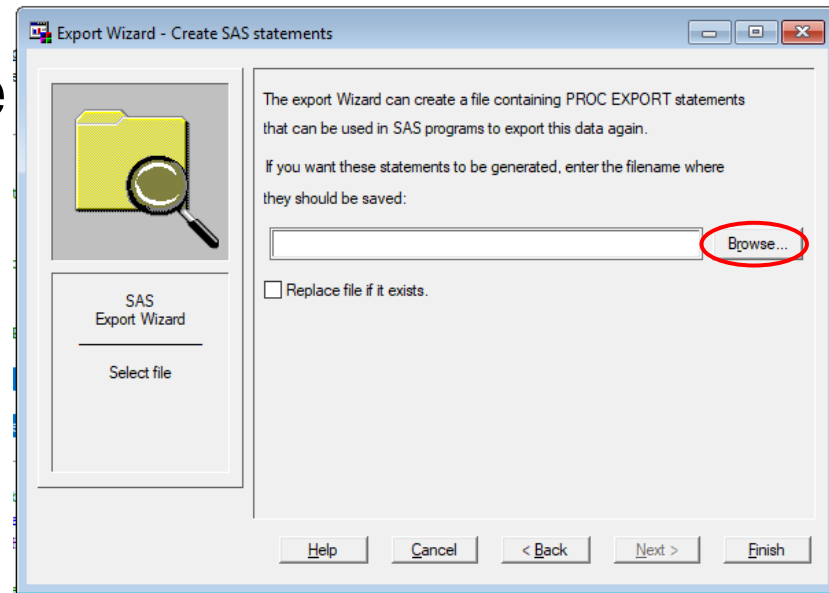 Export Wizard - Create SAS statements
e
The export Wizard can create a file containing PROC EXPORT statements
that can be used in SAS programs to export this data again.
If you want these statements to be generated, enter the filename where
they should be saved:
Browse...
Replace file if it exists.
SAS
Export Wizard
Select file
Help Cancel < Back Next > Finish